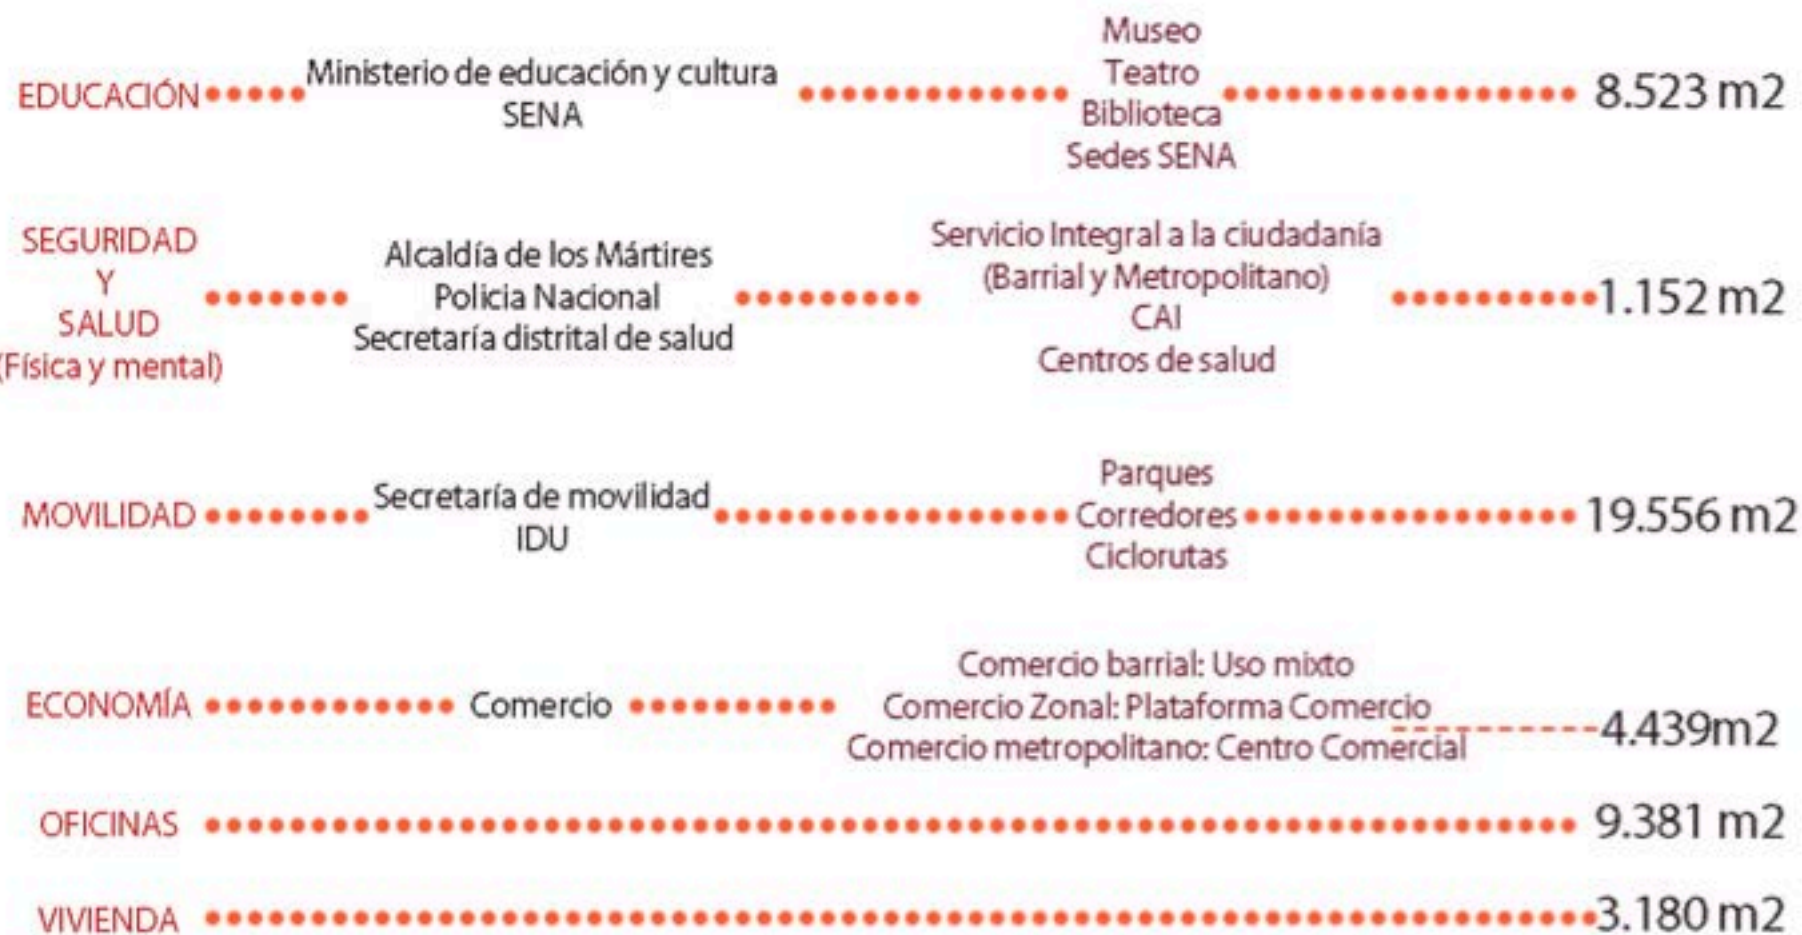 EDUCACIÓN
Ministerio de educación y cultura
SENA
Museo
Teatro
Biblioteca
Sedes SENA
8.523 m2
SEGURIDAD
Y
SALUD
(Física y mental)
Alcaldía de los Mártires
Policia Nacional
Secretaría distrital de salud
Servicio Integral a la ciudadanía
(Barrial y Metropolitano)
CAI
Centros de salud
1.152 m2
MOVILIDAD
Secretaría de movilidad
IDU
Parques
Corredores
Ciclorutas
19.556 m2
ECONOMÍA
Comercio
Comercio barrial: Uso mixto
Comercio Zonal: Plataforma Comercio
Comercio metropolitano: Centro Comercial
4.439m2
OFICINAS
9.381 m2
VIVIENDA
3.180 m2